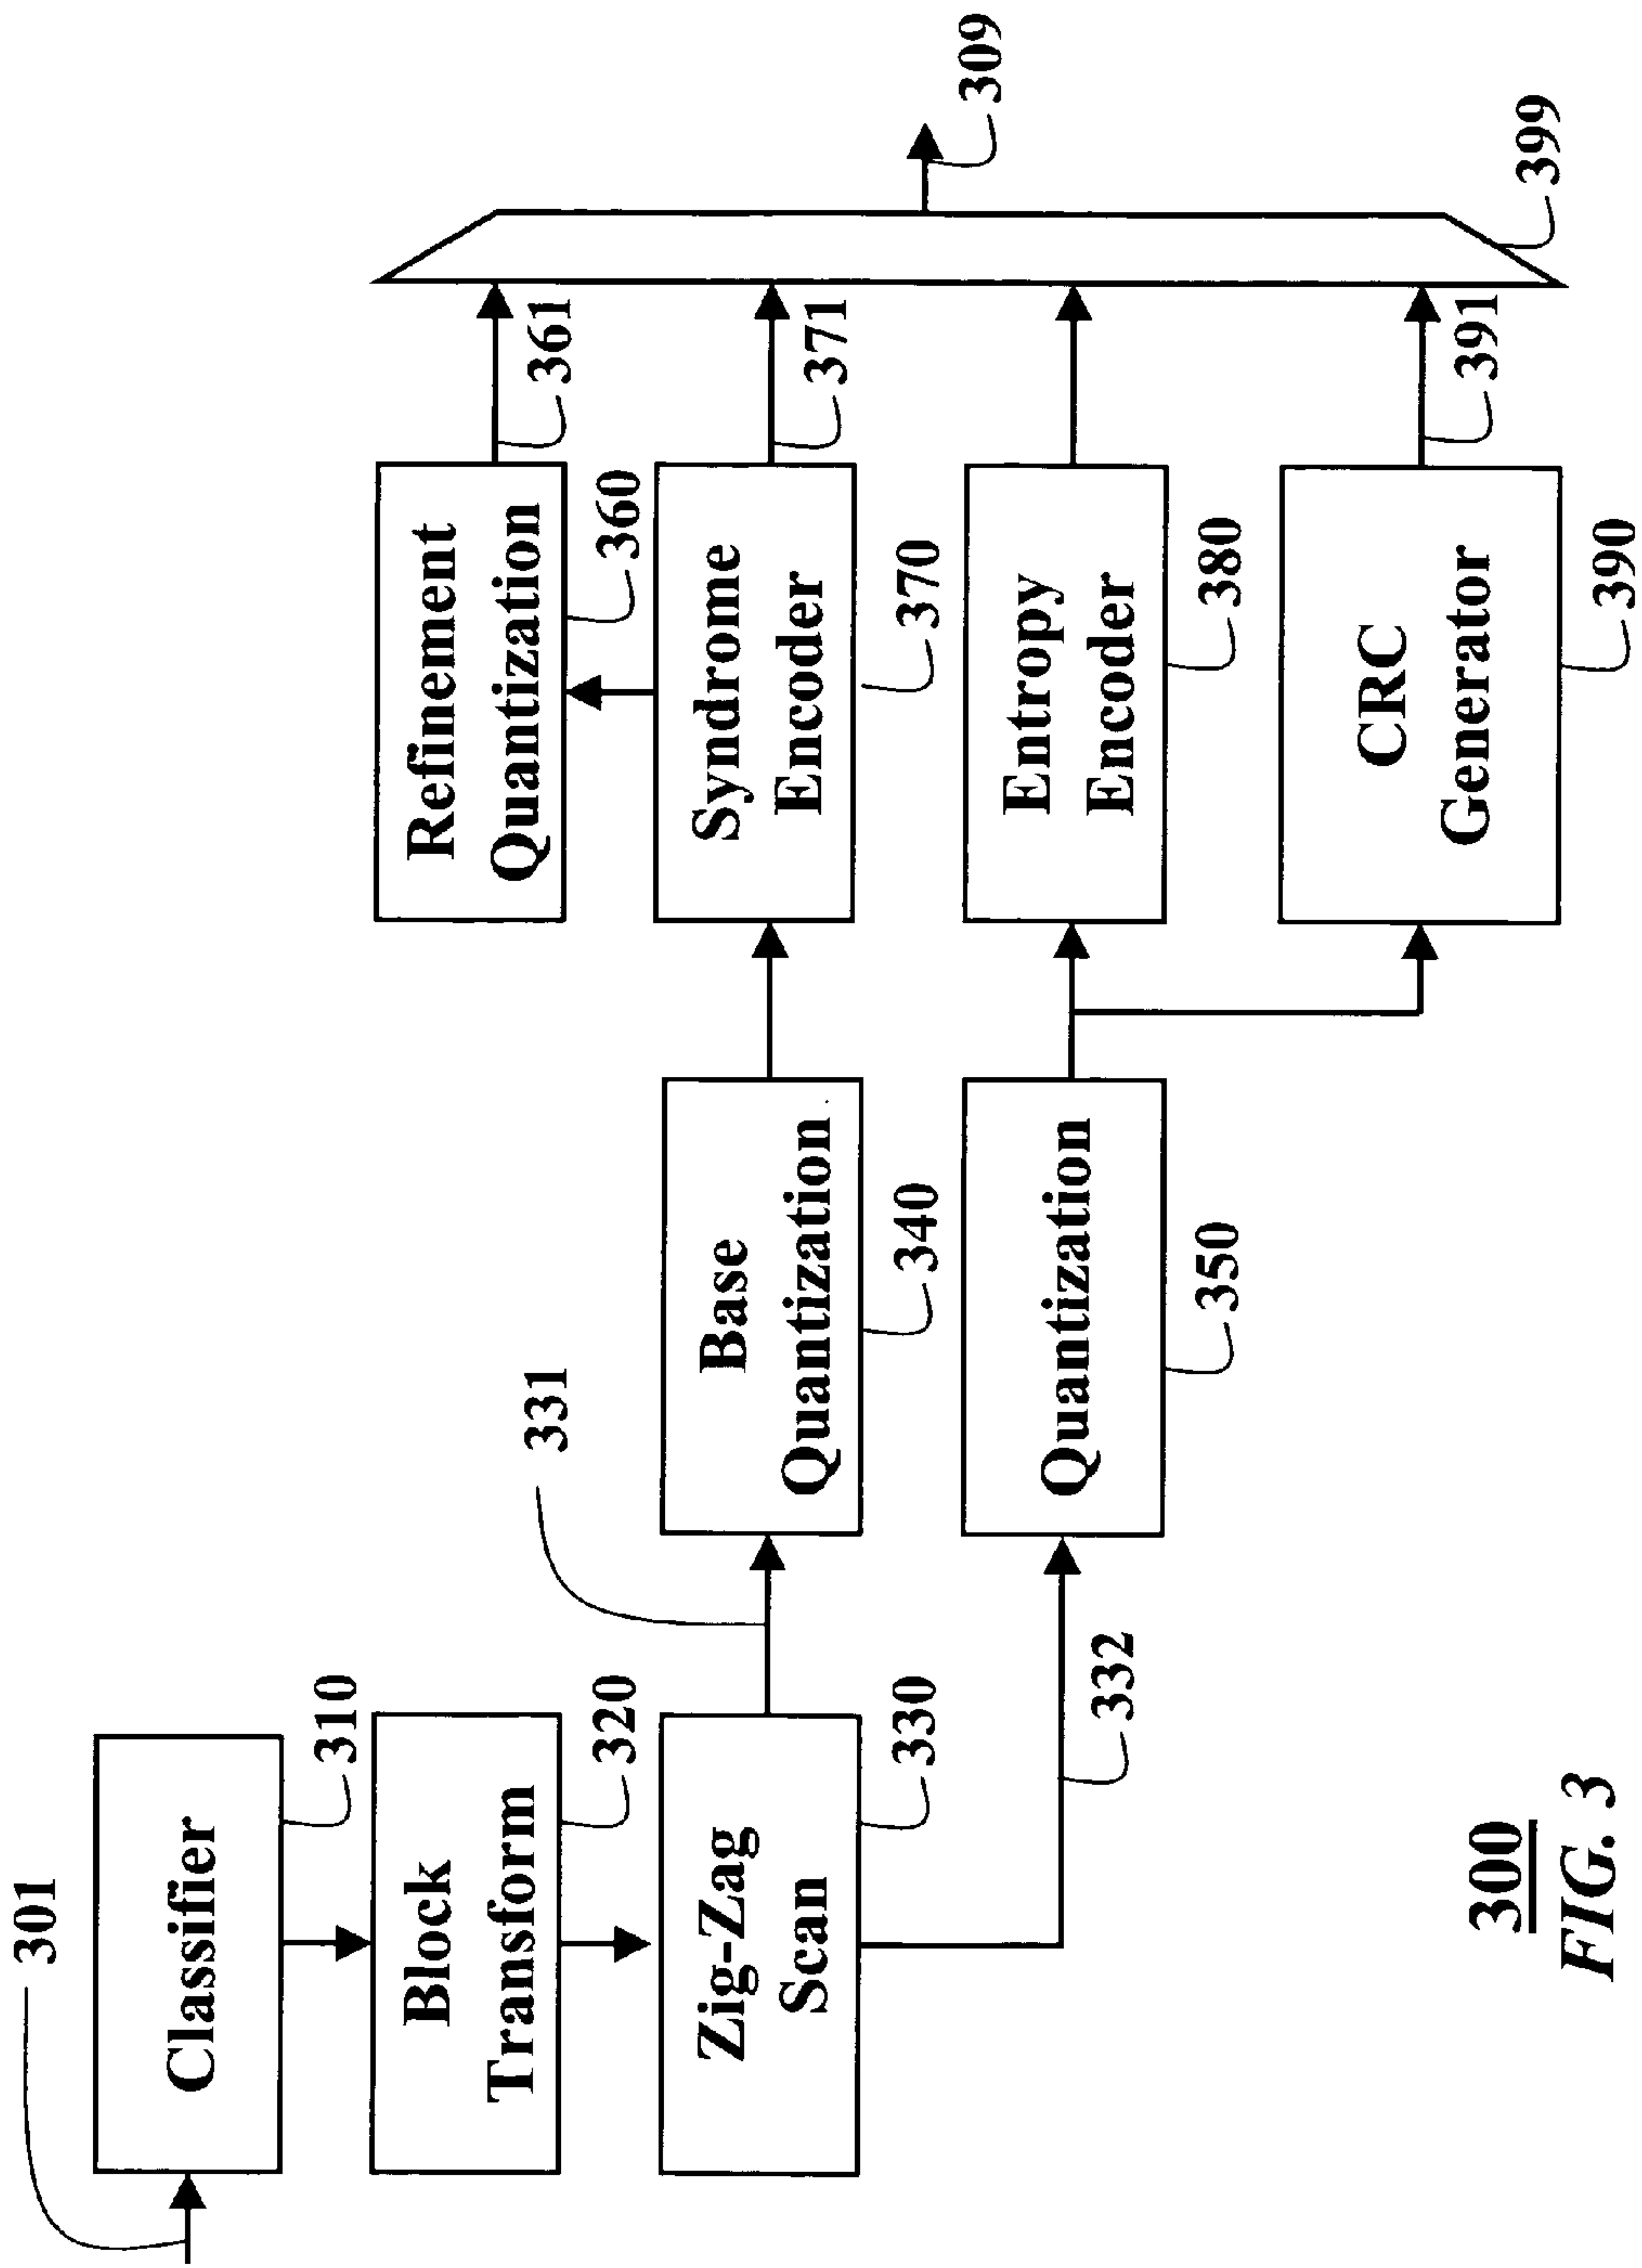 301
Classifier
310
Block
Transform
320
Zig-Zag
Scan
330
331
332
Base
Quantization
340
Quantization
350
Refinement
Quantization
360
361
Syndrome
Encoder
370
371
Entropy
Encoder
380
CRC
Generator
390
391
309
399
300
FIG. 3